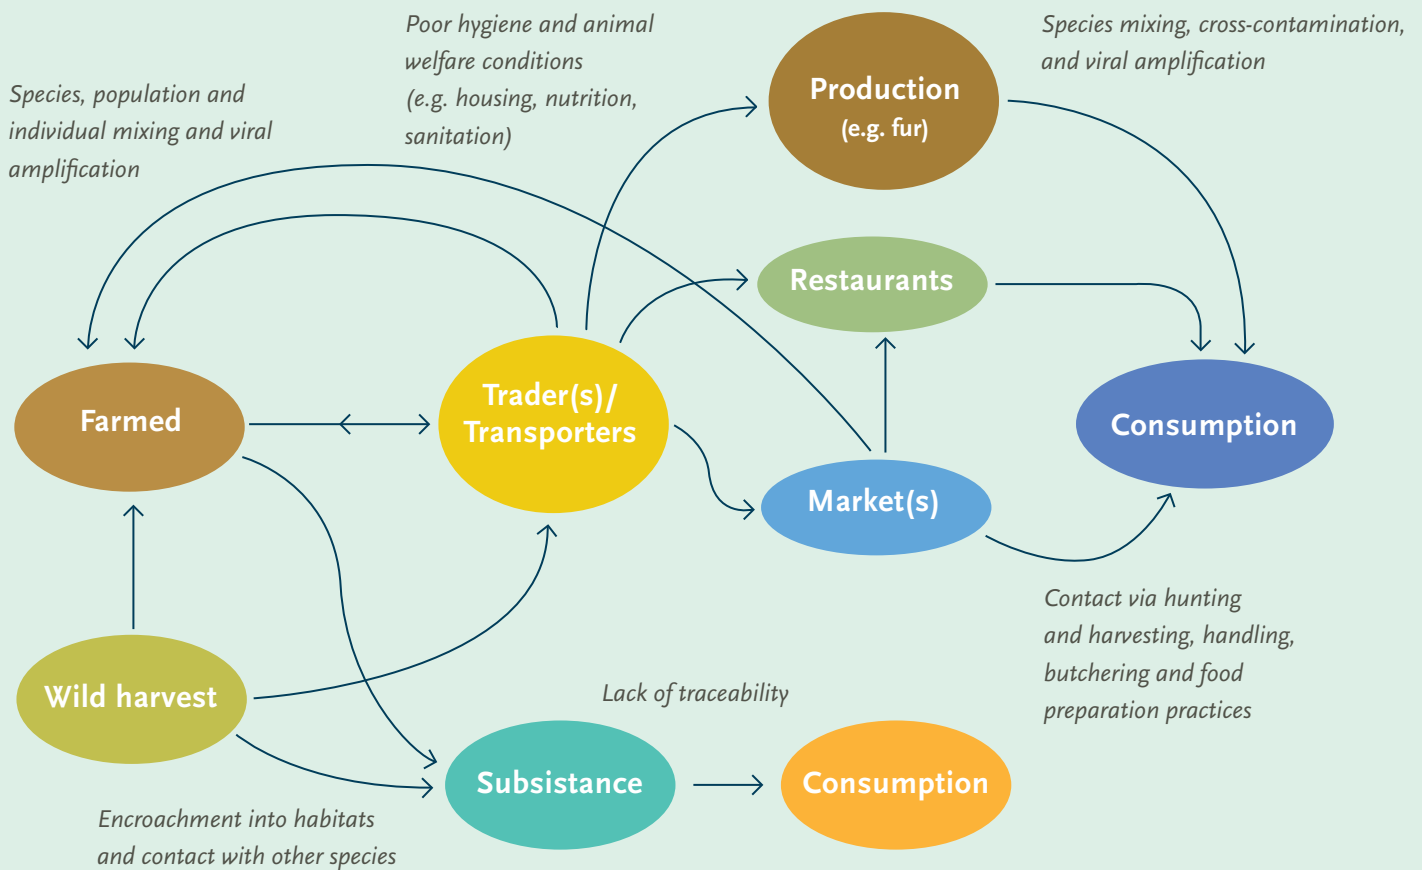 Poor hygiene and animal
welfare conditions
(e.g. housing, nutrition,
sanitation)
Species mixing, cross-contamination,
and viral amplification
Species, population and
individual mixing and viral
amplification
Production
(e.g. fur)
Restaurants
Farmed
Trader(s)/
Transporters
Consumption
Market(s)
Contact via hunting
and harvesting, handling,
butchering and food
preparation practices
Wild harvest
Lack of traceability
Subsistance
Consumption
Encroachment into habitats
and contact with other species